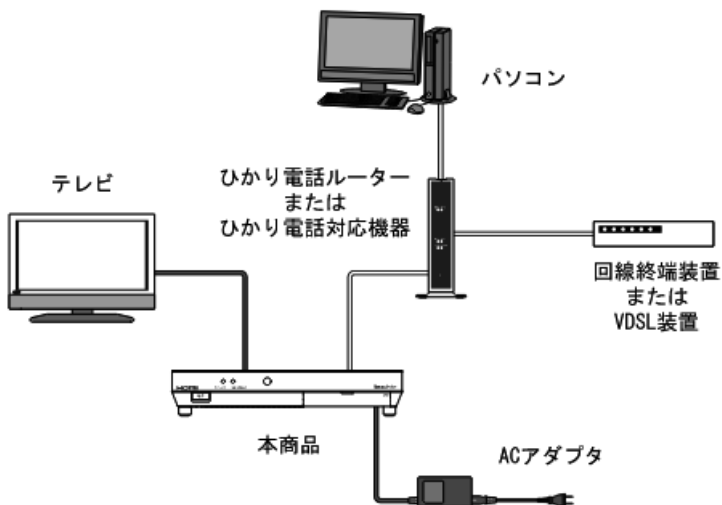 パソコン
テレビ
ひかり電話ルーター
または
ひかり電話対応機器
回線終端装置
または
VDSL装置
本商品
ACアダプタ